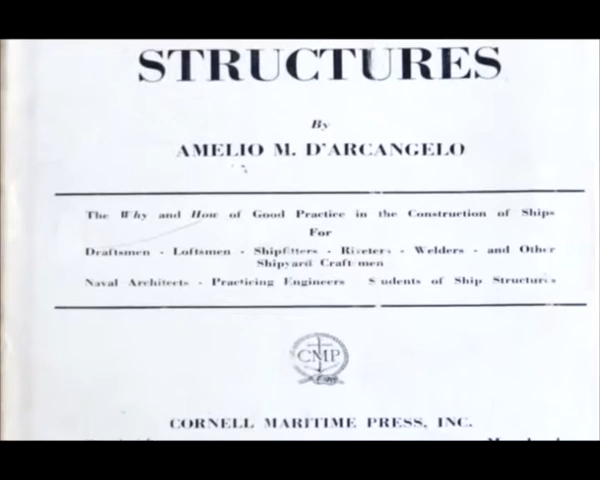 STRUCTURES
By
AMELIO M. D'ARCANGELO
The Why and How of Good Practice in the Construction of Ships
For
Draftsmen - Loftsmen - Shipfitters - Riveters - Welders - and Other
Shipyard Craftsmen
Naval Architects - Practicing Engineers Students of Ship Structures
CMP
CORNELL MARITIME PRESS, INC.